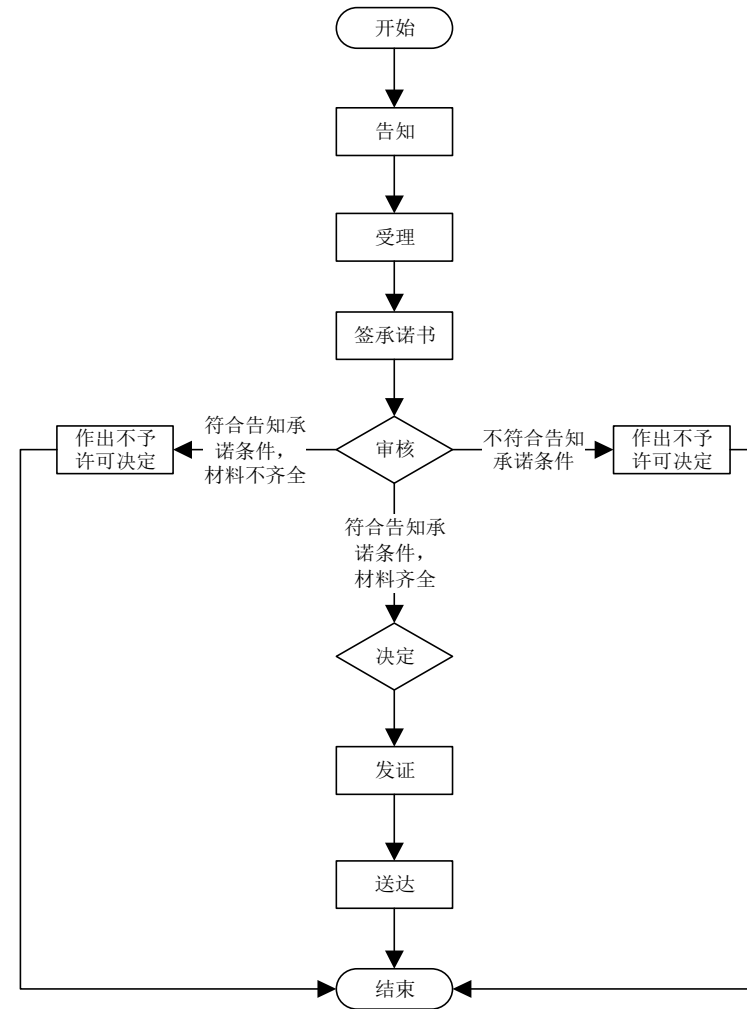 开始
告知
受理
签承诺书
作出不予
许可决定
符合告知承
诺条件，
材料不齐全
审核
不符合告知
承诺条件
作出不予
许可决定
符合告知承
诺条件，
材料齐全
决定
发证
送达
结束